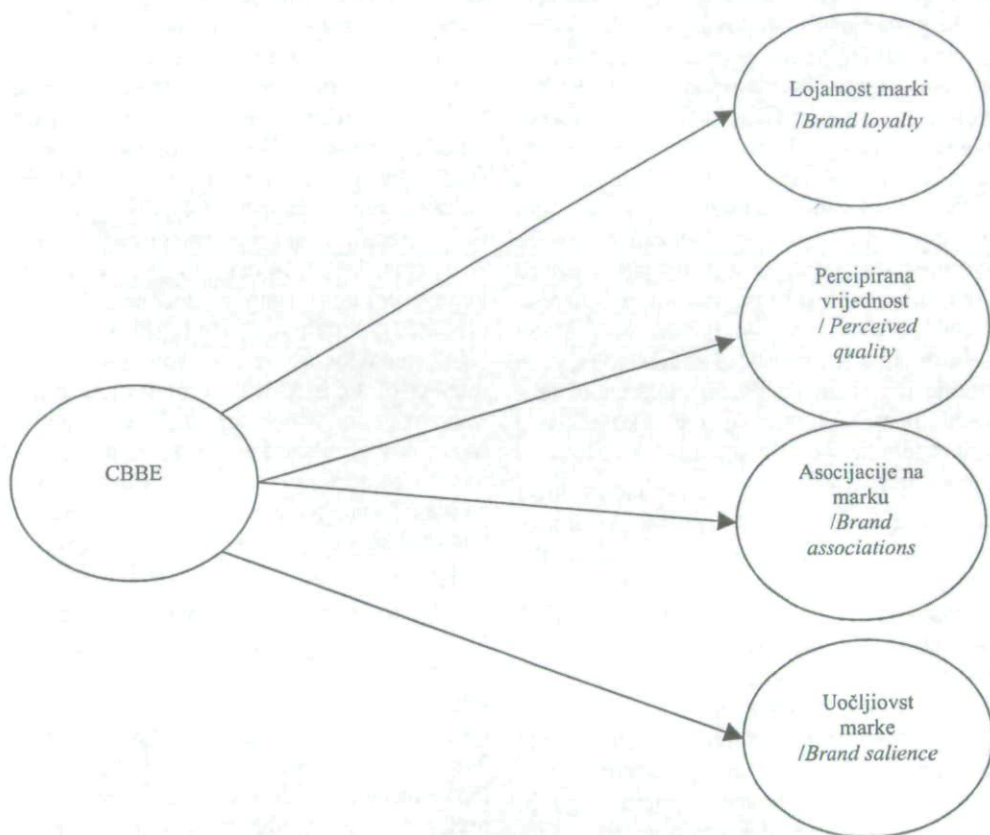 Lojalnost marki
/Brand loyalty
Percipirana
vrijednost
/Perceived
quality
CBBE
Asocijacije na
marku
/Brand
associations
Uočljiovst
marke
/Brand salience